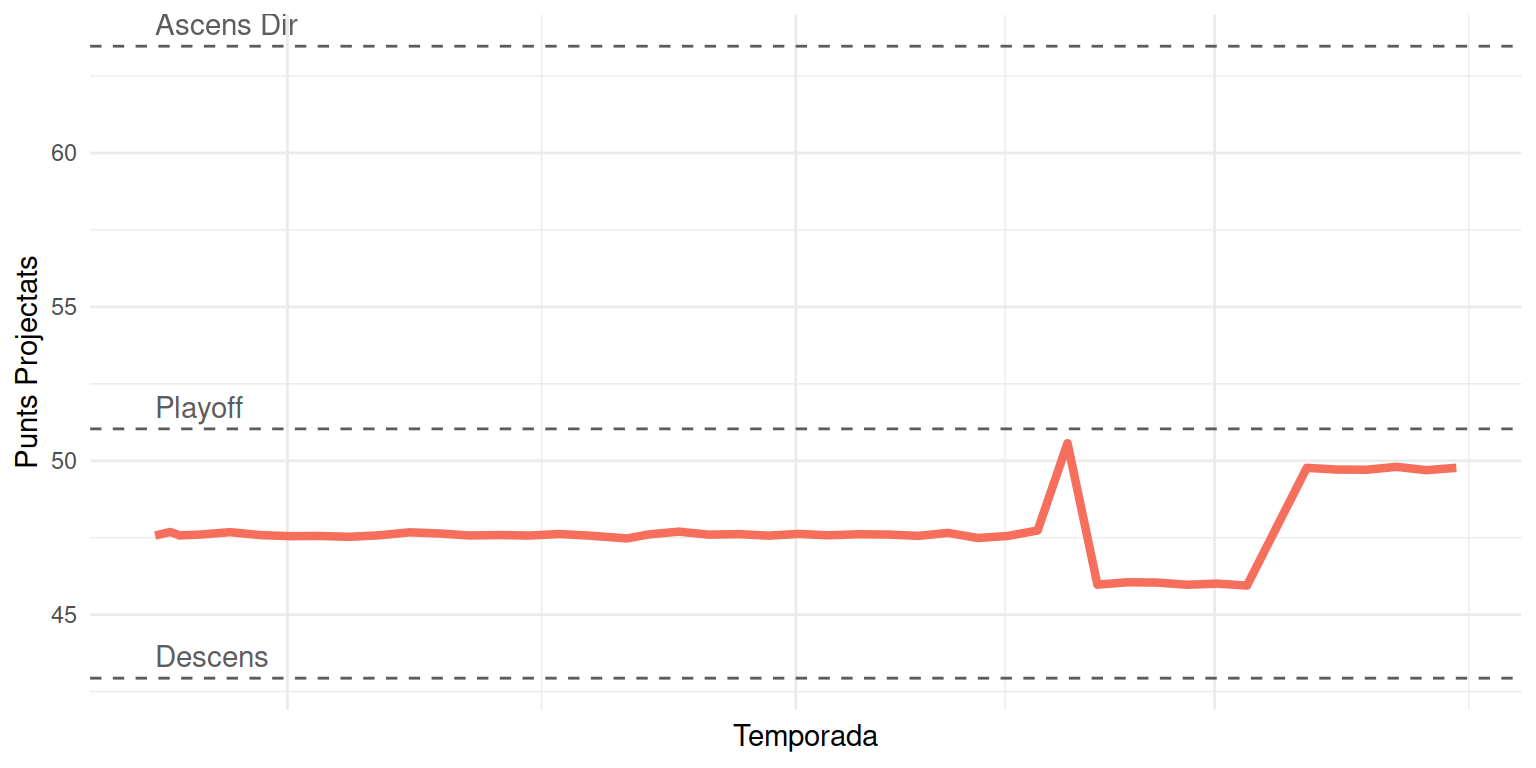 Ascens Dir
60
55
Playoff
50
45
Descens
Punts Projectats
Temporada